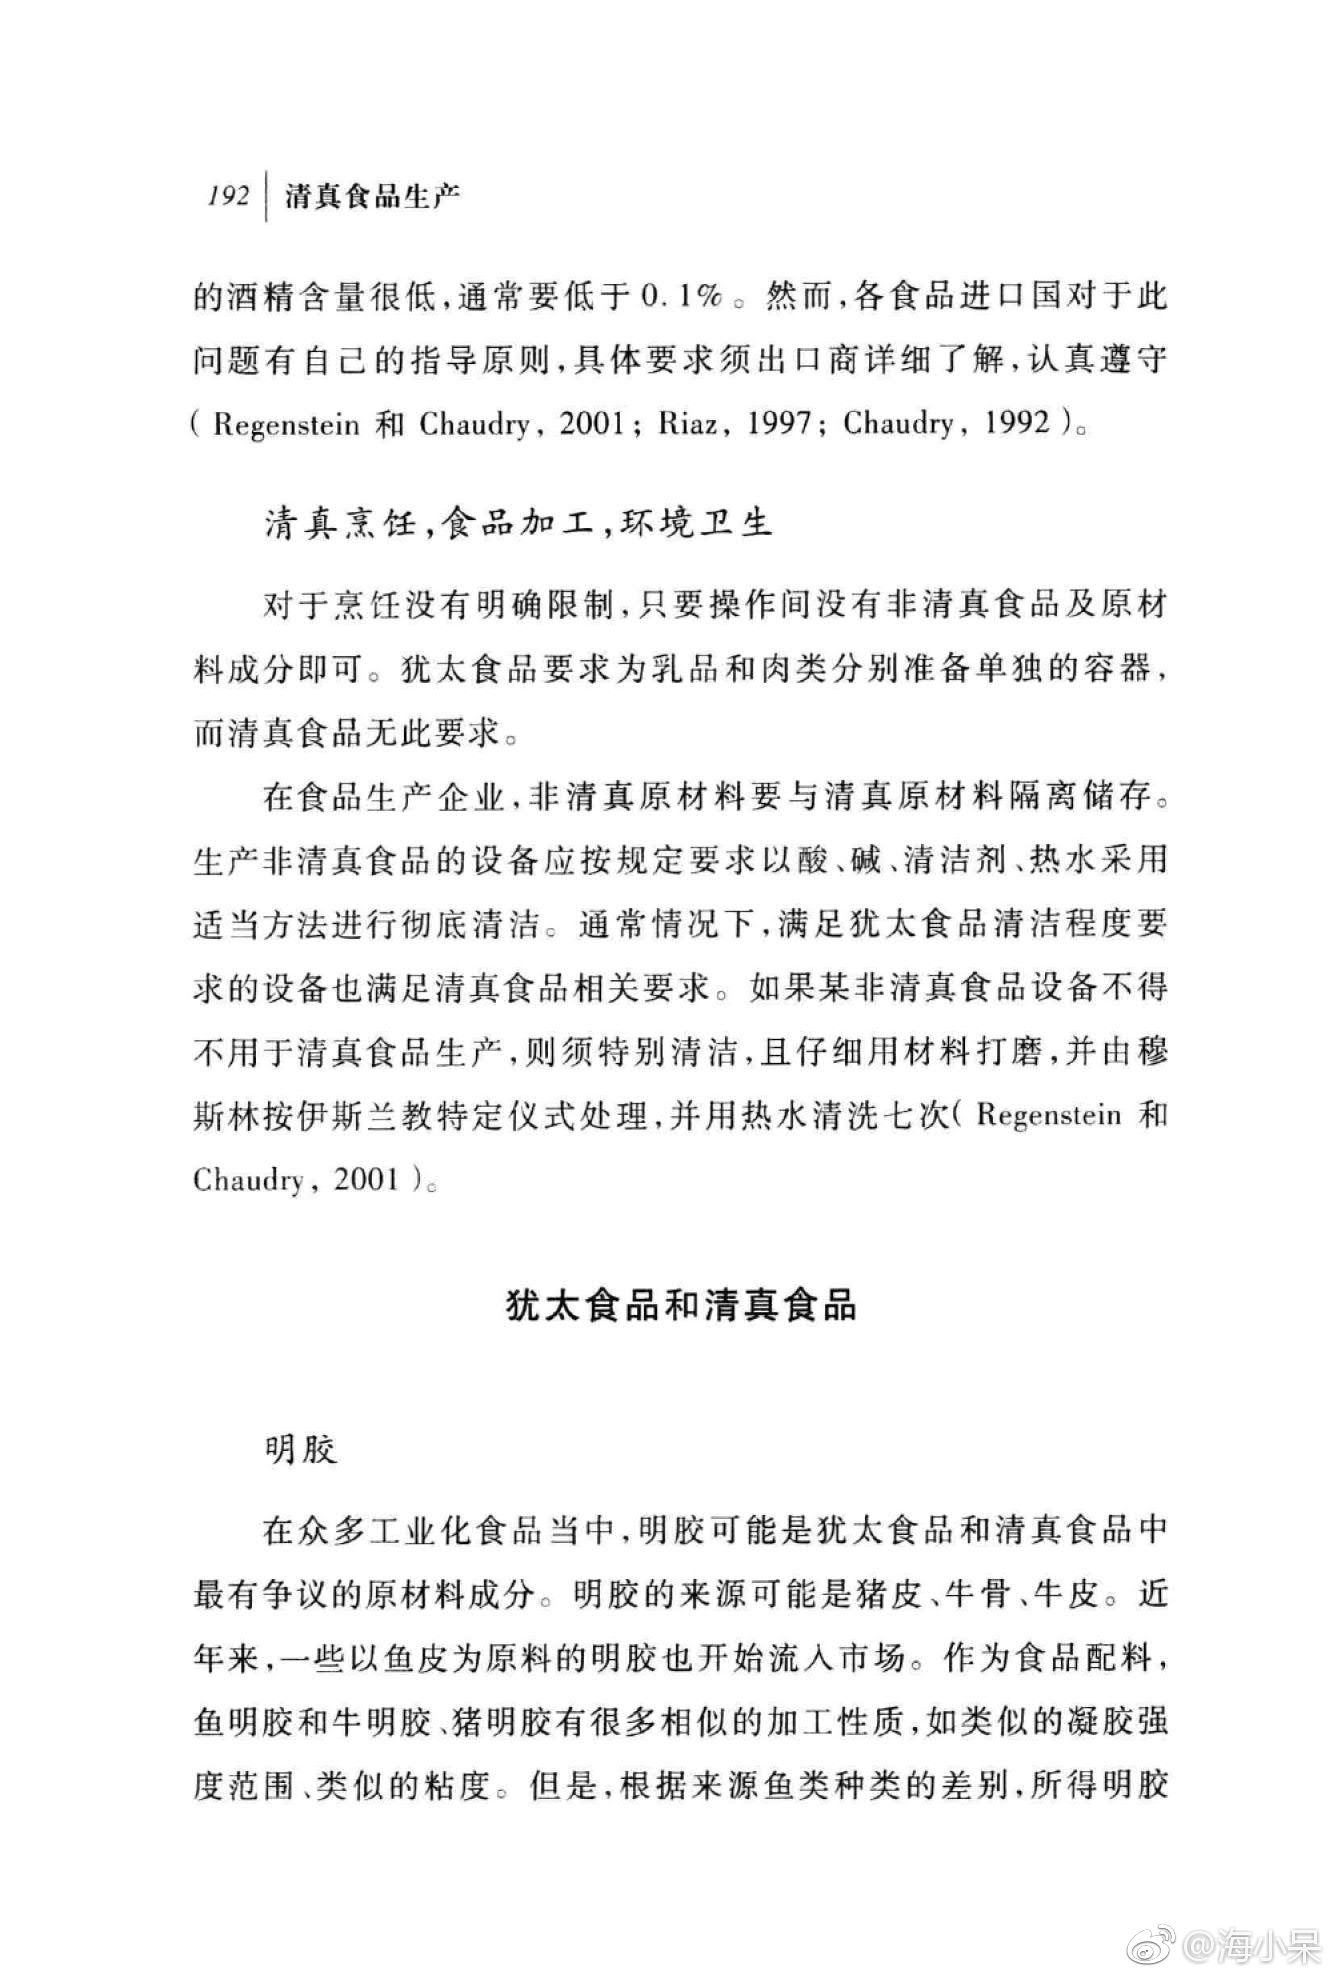 192 清真食品生产
的酒精含量很低,通常要低于0.1%。然而,各食品进口国对于此
问题有自己的指导原则,具体要求须出口商详细了解,认真遵守
(Regenstein 和 Chaudry, 2001; Riaz, 1997; Chaudry, 1992)。
清真烹饪,食品加工,环境卫生
对于烹饪没有明确限制,只要操作间没有非清真食品及原材
料成分即可。犹太食品要求为乳品和肉类分别准备单独的容器,
而清真食品无此要求。
在食品生产企业,非清真原材料要与清真原材料隔离储存。
生产非清真食品的设备应按规定要求以酸、碱、清洁剂、热水采用
适当方法进行彻底清洁。通常情况下,满足犹太食品清洁程度要
求的设备也满足清真食品相关要求。如果某非清真食品设备不得
不用于清真食品生产,则须特别清洁,且仔细用材料打磨,并由穆
斯林按伊斯兰教特定仪式处理,并用热水清洗七次(Regenstein 和
Chaudry, 2001)。
犹太食品和清真食品
明胶
在众多工业化食品当中,明胶可能是犹太食品和清真食品中
最有争议的原材料成分。明胶的来源可能是猪皮、牛骨、牛皮。近
年来,一些以鱼皮为原料的明胶也开始流入市场。作为食品配料,
鱼明胶和牛明胶、猪明胶有很多相似的加工性质,如类似的凝胶强
度范围、类似的粘度。但是,根据来源鱼类种类的差别,所得明胶
@海小呆